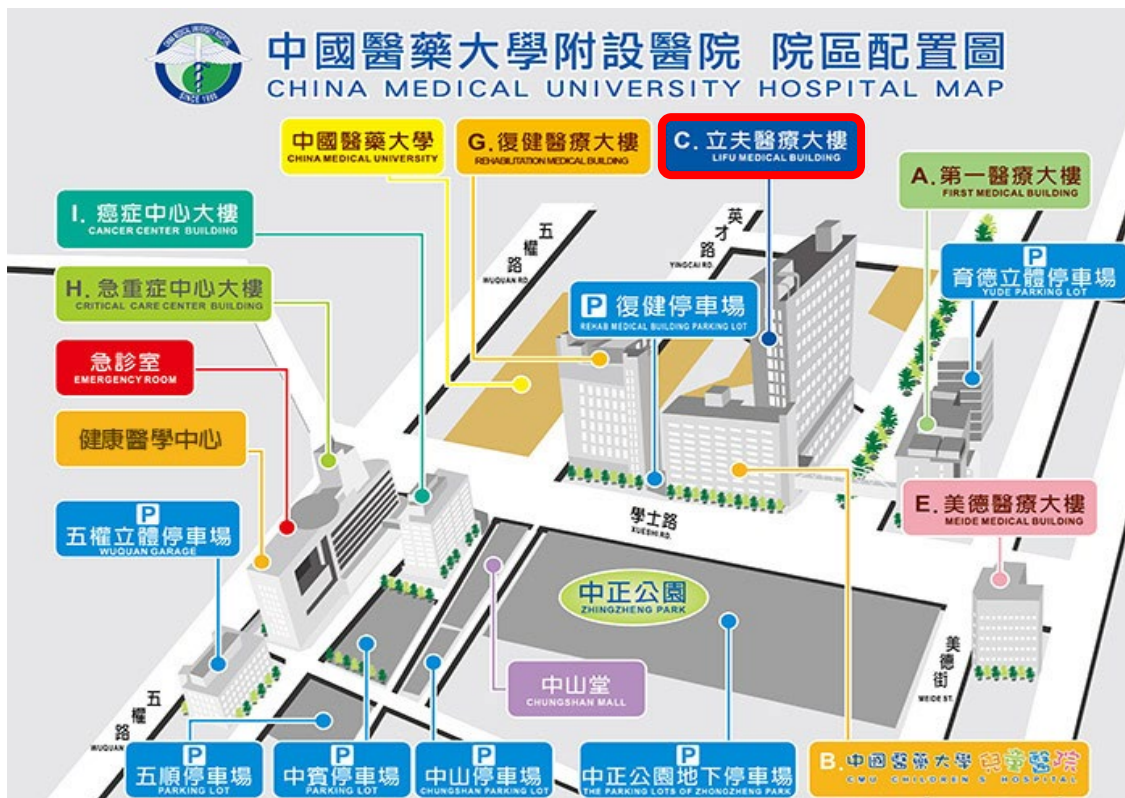 中國醫藥大學附設醫院 院區配置圖
CHINA MEDICAL UNIVERSITY HOSPITAL MAP
CHINA MEDICAL UNIVERSITY HOSPITAL
SINCE 1980
中國醫藥大學
CHINA MEDICAL UNIVERSITY
G. 復健醫療大樓
REHABILITATION MEDICAL BUILDING
C. 立夫醫療大樓
LIFU MEDICAL BUILDING
A. 第一醫療大樓
FIRST MEDICAL BUILDING
I. 癌症中心大樓
CANCER CENTER BUILDING
五權路
WUQUAN RD.
英才路
YINGCAI RD.
P
育德立體停車場
YUDE PARKING LOT
H. 急重症中心大樓
CRITICAL CARE CENTER BUILDING
P 復健停車場
REHAB MEDICAL BUILDING PARKING LOT
急診室
EMERGENCY ROOM
健康醫學中心
E. 美德醫療大樓
MEIDE MEDICAL BUILDING
P
五權立體停車場
WUQUAN GARAGE
學士路
XUESHI RD.
中正公園
ZHINGZHENG PARK
美德街
MEIDE ST.
中山堂
CHUNGSHAN MALL
五權路
WUQUAN
P
五順停車場
PARKING LOT
P
中賓停車場
PARKING LOT
P
中山停車場
CHUNGSHAN PARKING LOT
P
中正公園地下停車場
THE PARKING LOTS OF ZHONGZHENG PARK
B. 中國醫藥大學 兒童醫院
CMU CHILDREN S HOSPITAL